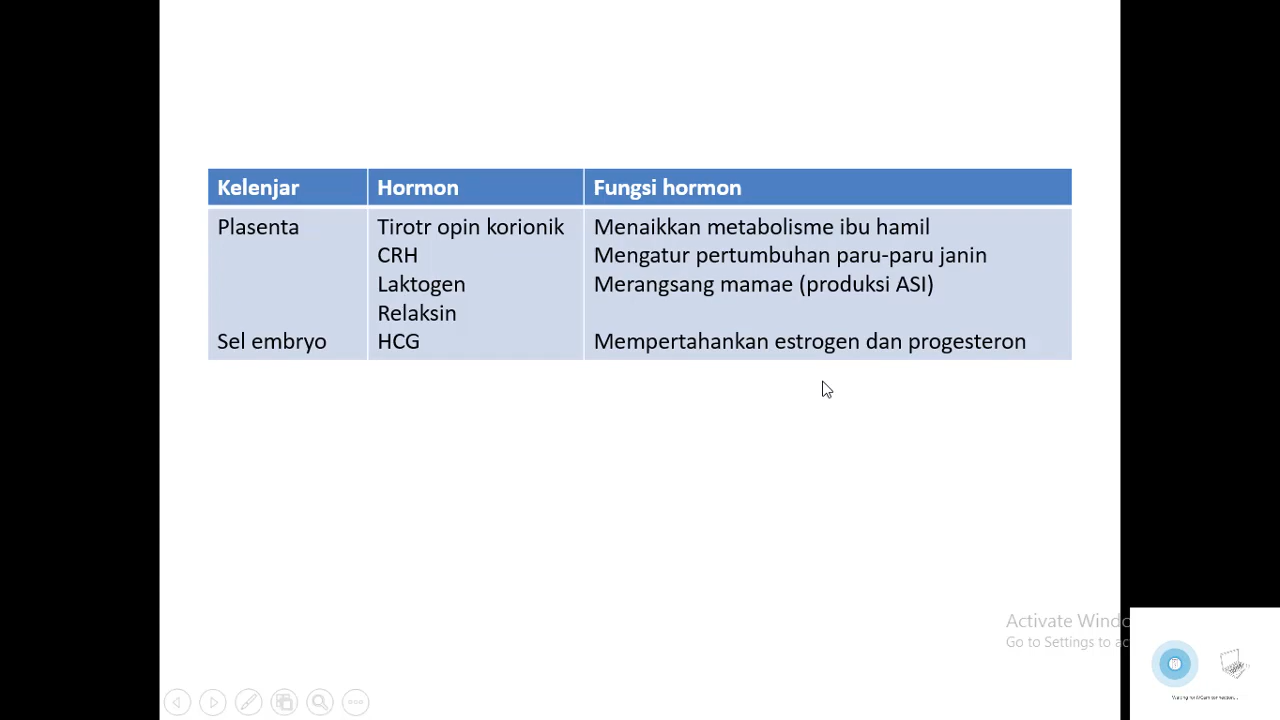 Kelenjar Hormon Fungsi hormon
Plasenta Tirotr opin korionik Menaikkan metabolisme ibu hamil
CRH Mengatur pertumbuhan paru-paru janin
Laktogen Merangsang mamae (produksi ASI)
Relaksin
Sel embryo HCG Mempertahankan estrogen dan progesteron
Activate Windo
Go to Settings to ac